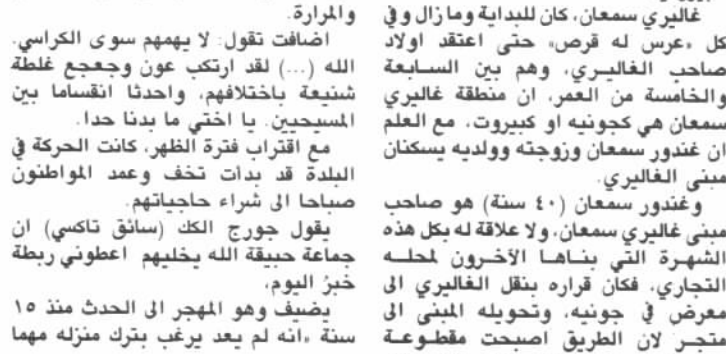 غاليري سمعان، كان للبداية وما زال وفي
كل «عرس له قرص» حتى اعتقد اولاد
صاحب الغاليري، وهم بين السابعة
والخامسة من العمر، ان منطقة غاليري
سمعان هي كجونيه او كبيروت، مع العلم
ان غندور سمعان وزوجته وولديه يسكنان
مبنى الغاليري.
وغندور سمعان (٤٠ سنة) هو صاحب
مبنى غاليري سمعان، ولا علاقة له بكل هذه
الشهرة التي بناها الآخرون لمحله
التجاري، فكان قراره بنقل الغاليري الى
معرض في جونيه، وتحويله المبنى الى
متجر لان الطريق اصبحت مقطوعة
والمرارة.
اضافت تقول: لا يهمهم سوى الكراسي.
الله (...) لقد ارتكب عون وجعجع غلطة
شنيعة باختلافهم، واحدثا انقساما بين
المسيحيين. يا اختي ما بدنا حدا.
مع اقتراب فترة الظهر، كانت الحركة في
البلدة قد بدأت تخف وعمد المواطنون
صباحا الى شراء حاجياتهم.
يقول جورج الكك (سائق تاكسي) ان
جماعة حبيقة الله يخليهم اعطوني ربطة
خبزُ اليوم.
يضيف وهو المهجر الى الحدث منذ ١٥
سنة «انه لم يعد يرغب بترك منزله مهما